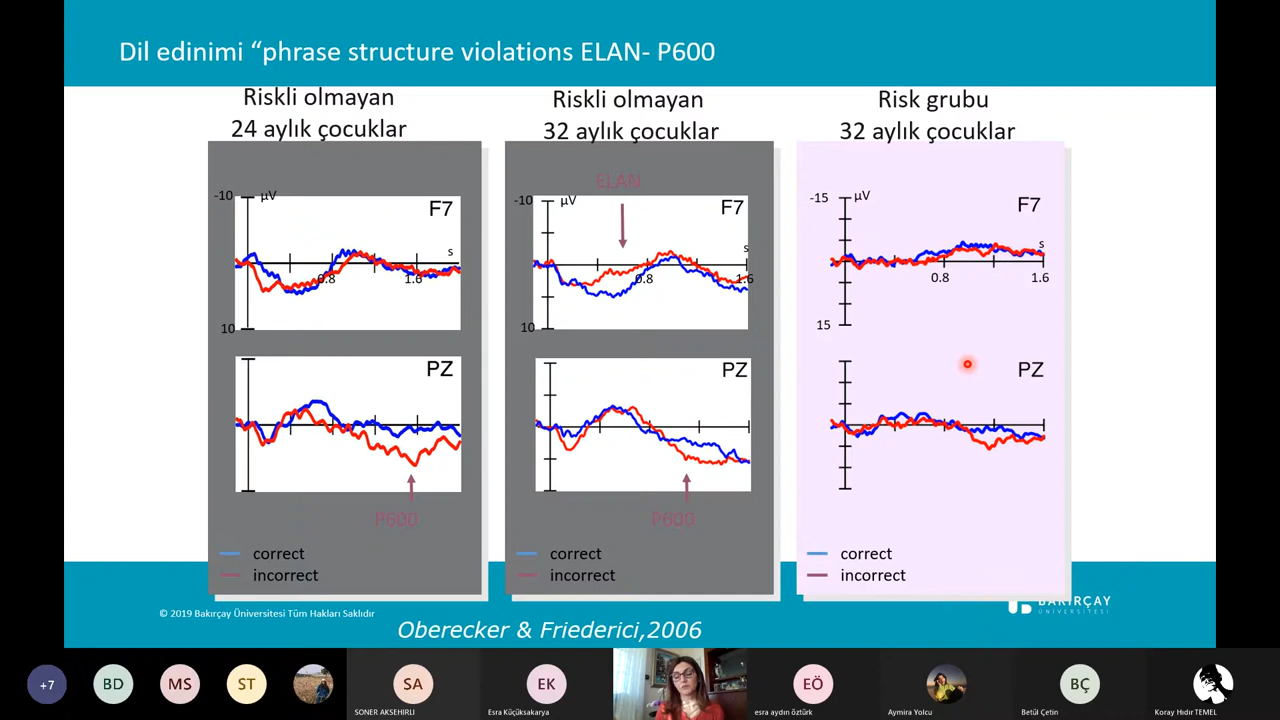 Dil edinimi “phrase structure violations ELAN- P600
Riskli olmayan
24 aylık çocuklar
-10
µV
F7
s
0.8
1.6
10
PZ
P600
correct
incorrect
Riskli olmayan
32 aylık çocuklar
ELAN
-10
µV
F7
s
0.8
1.6
10
PZ
P600
correct
incorrect
Risk grubu
32 aylık çocuklar
-15
µV
F7
s
0.8
1.6
15
PZ
correct
incorrect
© 2019 Bakırçay Üniversitesi Tüm Hakları Saklıdır
BAKIRÇAY
ÜNİVERSİTESİ
Oberecker & Friederici,2006
+7
BD
MS
ST
SA
SONER AKSEHIRLI
EK
Esra Küçüksakarya
EÖ
esra aydın öztürk
Aymira Yolcu
BÇ
Betül Çetin
Koray Hıdır TEMEL